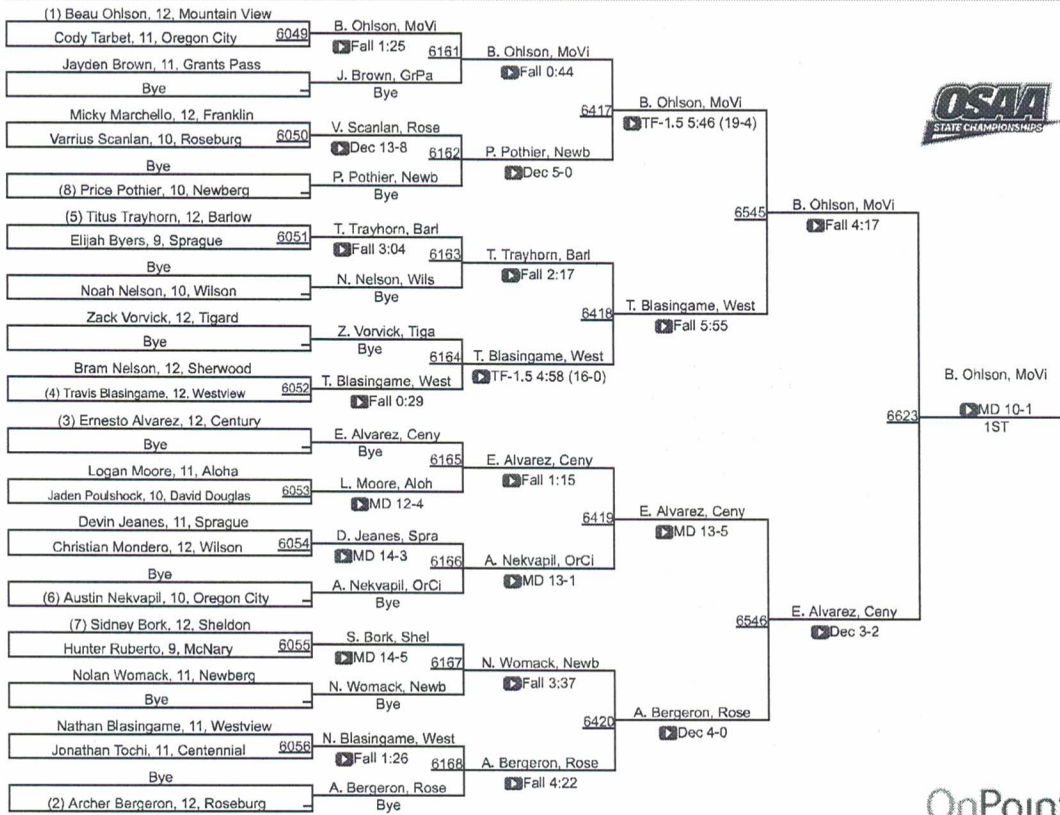 (1) Beau Ohlson, 12, Mountain View
Cody Tarbet, 11, Oregon City
6049
Jayden Brown, 11, Grants Pass
Bye
Micky Marchello, 12, Franklin
Varrius Scanlan, 10, Roseburg
6050
Bye
(8) Price Pothier, 10, Newberg
(5) Titus Trayhorn, 12, Barlow
Elijah Byers, 9, Sprague
6051
Bye
Noah Nelson, 10, Wilson
Zack Vorvick, 12, Tigard
Bye
Bram Nelson, 12, Sherwood
(4) Travis Blasingame, 12, Westview
6052
(3) Ernesto Alvarez, 12, Century
Bye
Logan Moore, 11, Aloha
Jaden Poulshock, 10, David Douglas
6053
Devin Jeanes, 11, Sprague
Christian Mondero, 12, Wilson
6054
Bye
(6) Austin Nekvapil, 10, Oregon City
(7) Sidney Bork, 12, Sheldon
Hunter Ruberto, 9, McNary
6055
Nolan Womack, 11, Newberg
Bye
Nathan Blasingame, 11, Westview
Jonathan Tochi, 11, Centennial
6056
Bye
(2) Archer Bergeron, 12, Roseburg
B. Ohlson, MoVi
Fall 1:25
6161
J. Brown, GrPa
Bye
V. Scanlan, Rose
Dec 13-8
6162
P. Pothier, Newb
Bye
T. Trayhorn, Barl
Fall 3:04
6163
N. Nelson, Wils
Bye
Z. Vorvick, Tiga
Bye
6164
T. Blasingame, West
Fall 0:29
E. Alvarez, Ceny
Bye
6165
L. Moore, Aloh
MD 12-4
D. Jeanes, Spra
MD 14-3
6166
A. Nekvapil, OrCi
Bye
S. Bork, Shel
MD 14-5
6167
N. Womack, Newb
Bye
N. Blasingame, West
Fall 1:26
6168
A. Bergeron, Rose
Bye
B. Ohlson, MoVi
Fall 0:44
6417
P. Pothier, Newb
Dec 5-0
T. Trayhorn, Barl
Fall 2:17
6418
T. Blasingame, West
TF-1.5 4:58 (16-0)
E. Alvarez, Ceny
Fall 1:15
6419
A. Nekvapil, OrCi
MD 13-1
N. Womack, Newb
Fall 3:37
6420
A. Bergeron, Rose
Fall 4:22
B. Ohlson, MoVi
TF-1.5 5:46 (19-4)
6545
T. Blasingame, West
Fall 5:55
E. Alvarez, Ceny
MD 13-5
6546
A. Bergeron, Rose
Dec 4-0
B. Ohlson, MoVi
Fall 4:17
6623
E. Alvarez, Ceny
Dec 3-2
B. Ohlson, MoVi
MD 10-1
1ST
OSAA
STATE CHAMPIONSHIPS
OnPoint